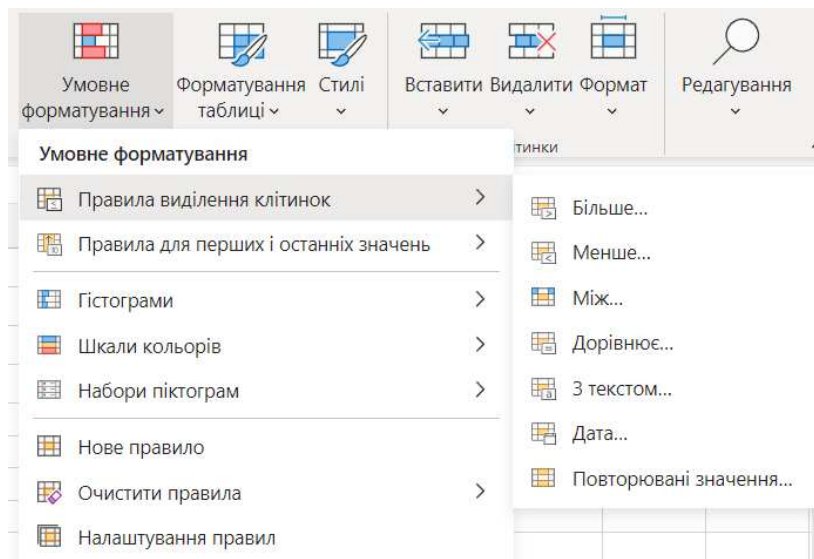 Умовне форматування
Форматування таблиці
Стилі
Вставити
Видалити
Формат
Редагування
тинки
Умовне форматування
Правила виділення клітинок
Правила для перших і останніх значень
Гістограми
Шкали кольорів
Набори піктограм
Нове правило
Очистити правила
Налаштування правил
Більше...
Менше...
Між...
Дорівнює...
З текстом...
Дата...
Повторювані значення...